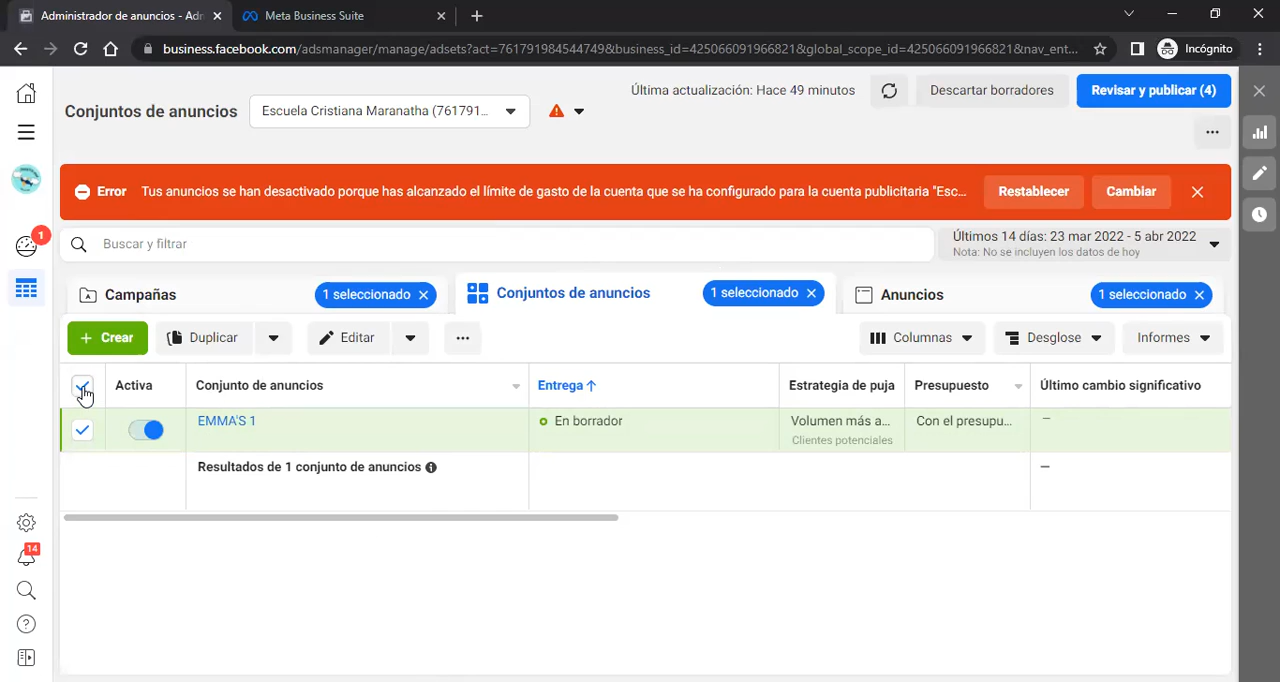 Administrador de anuncios - Adr
Meta Business Suite
business.facebook.com/adsmanager/manage/adsets?act=761791984544749&business_id=425066091966821&global_scope_id=425066091966821&nav_ent...
Incógnito
Conjuntos de anuncios
Escuela Cristiana Maranatha (761791...
Última actualización: Hace 49 minutos
Descartar borradores
Revisar y publicar (4)
Error
Tus anuncios se han desactivado porque has alcanzado el límite de gasto de la cuenta que se ha configurado para la cuenta publicitaria "Esc...
Restablecer
Cambiar
1
Buscar y filtrar
Últimos 14 días: 23 mar 2022 - 5 abr 2022
Nota: No se incluyen los datos de hoy
Campañas
1 seleccionado
Conjuntos de anuncios
1 seleccionado
Anuncios
1 seleccionado
+ Crear
Duplicar
Editar
Columnas
Desglose
Informes
Activa
Conjunto de anuncios
Entrega ↑
Estrategia de puja
Presupuesto
Último cambio significativo
EMMA'S 1
En borrador
Volumen más a...
Clientes potenciales
Con el presupu...
—
Resultados de 1 conjunto de anuncios
—
14